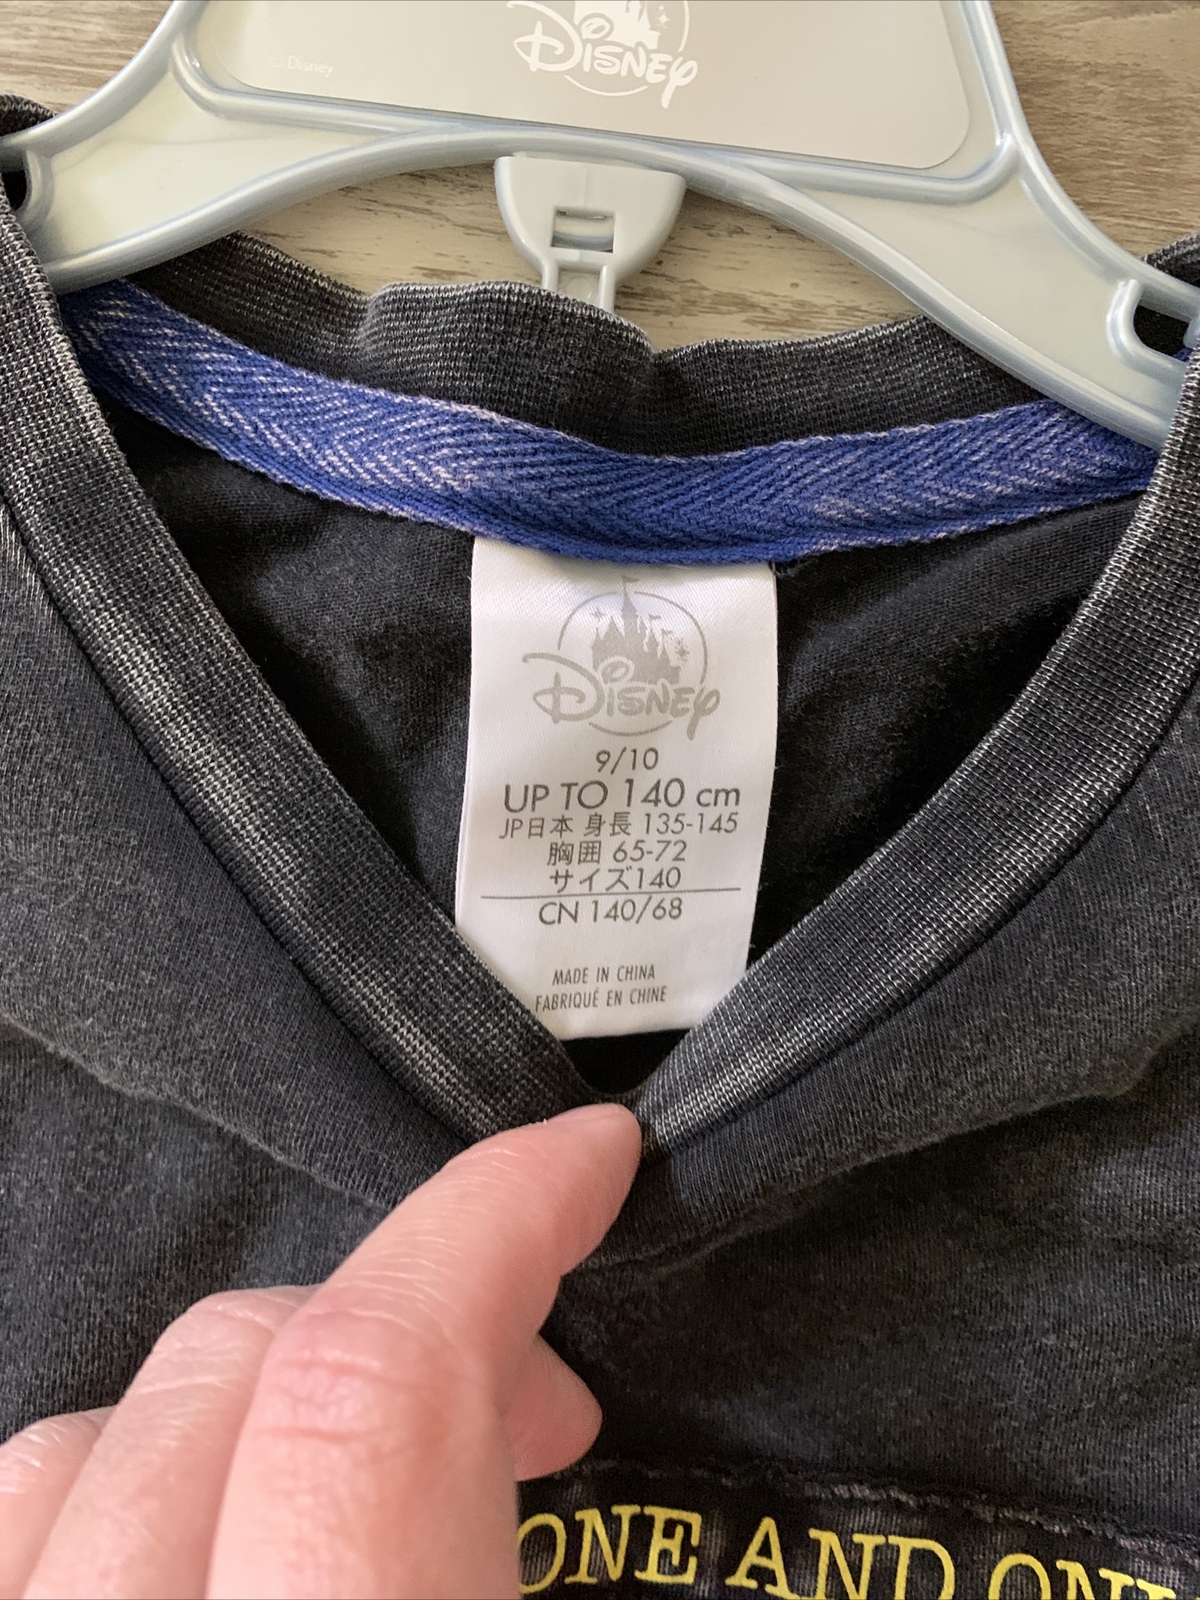 Disney
© Disney
Disney
9/10
UP TO 140 cm
JP日本 身長 135-145
胸囲 65-72
サイズ140
CN 140/68
MADE IN CHINA
FABRIQUÉ EN CHINE
ONE AND